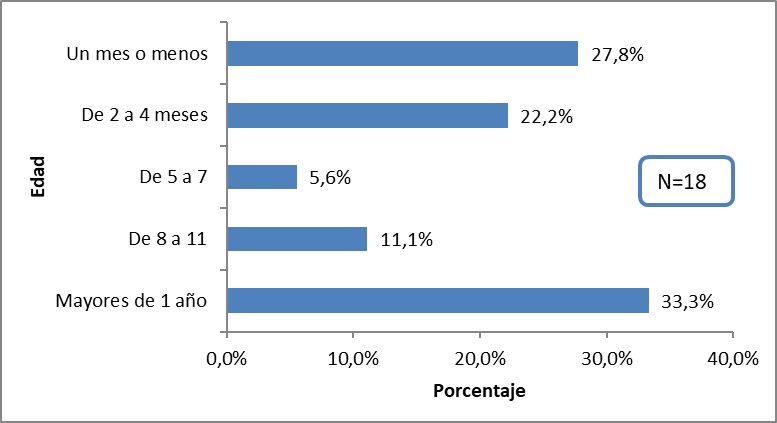 Un mes o menos
27,8%
De 2 a 4 meses
22,2%
De 5 a 7
5,6%
De 8 a 11
11,1%
Mayores de 1 año
33,3%
Edad
N=18
0,0% 10,0% 20,0% 30,0% 40,0%
Porcentaje